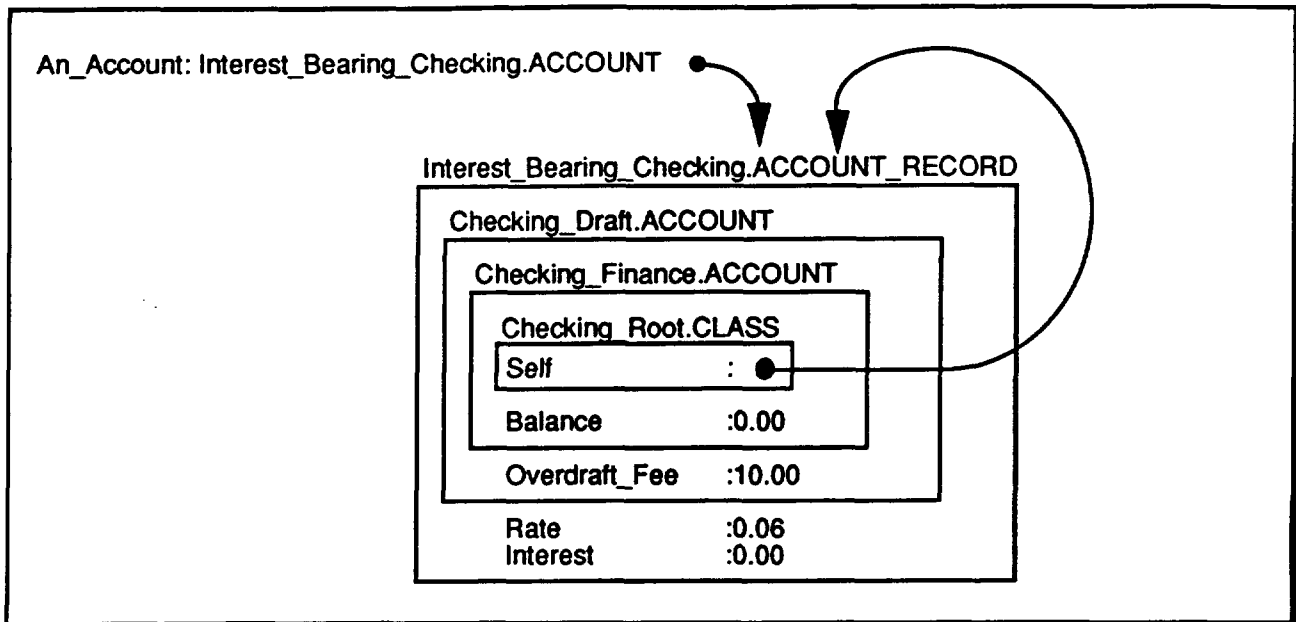 An_Account: Interest_Bearing_Checking.ACCOUNT
Interest_Bearing_Checking.ACCOUNT_RECORD
Checking_Draft.ACCOUNT
Checking_Finance.ACCOUNT
Checking_Root.CLASS
Self :
Balance :0.00
Overdraft_Fee :10.00
Rate :0.06
Interest :0.00